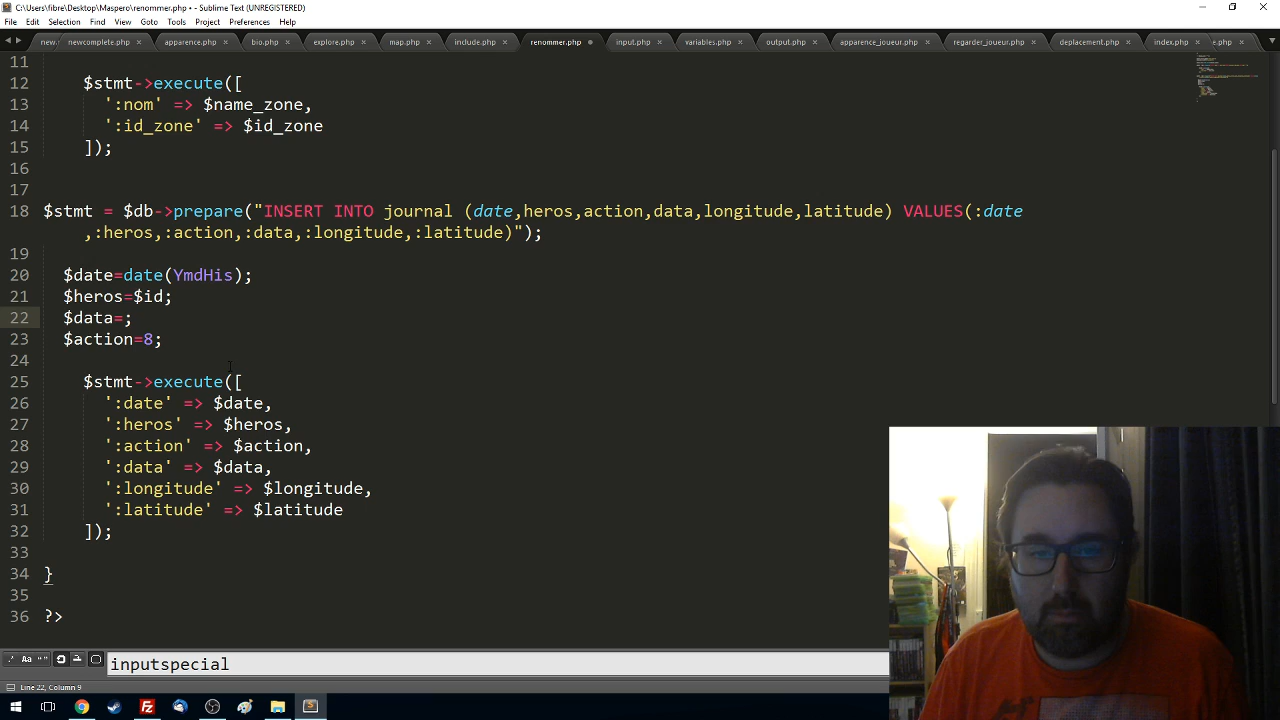 C:\Users\fibre\Desktop\Maspero\renommer.php • - Sublime Text (UNREGISTERED)
File Edit Selection Find View Goto Tools Project Preferences Help
new. newcomplete.php apparence.php bio.php explore.php map.php include.php renommer.php input.php variables.php output.php apparence_joueur.php regarder_joueur.php deplacement.php index.php e.php
11
12 $stmt->execute([
13 ':nom' => $name_zone,
14 ':id_zone' => $id_zone
15 ]);
16
17
18 $stmt = $db->prepare("INSERT INTO journal (date,heros,action,data,longitude,latitude) VALUES(:date
,:heros,:action,:data,:longitude,:latitude)");
19
20 $date=date(YmdHis);
21 $heros=$id;
22 $data=;
23 $action=8;
24
25 $stmt->execute([
26 ':date' => $date,
27 ':heros' => $heros,
28 ':action' => $action,
29 ':data' => $data,
30 ':longitude' => $longitude,
31 ':latitude' => $latitude
32 ]);
33
34 }
35
36 ?>
.* Aa “” inputspecial
Line 22, Column 9